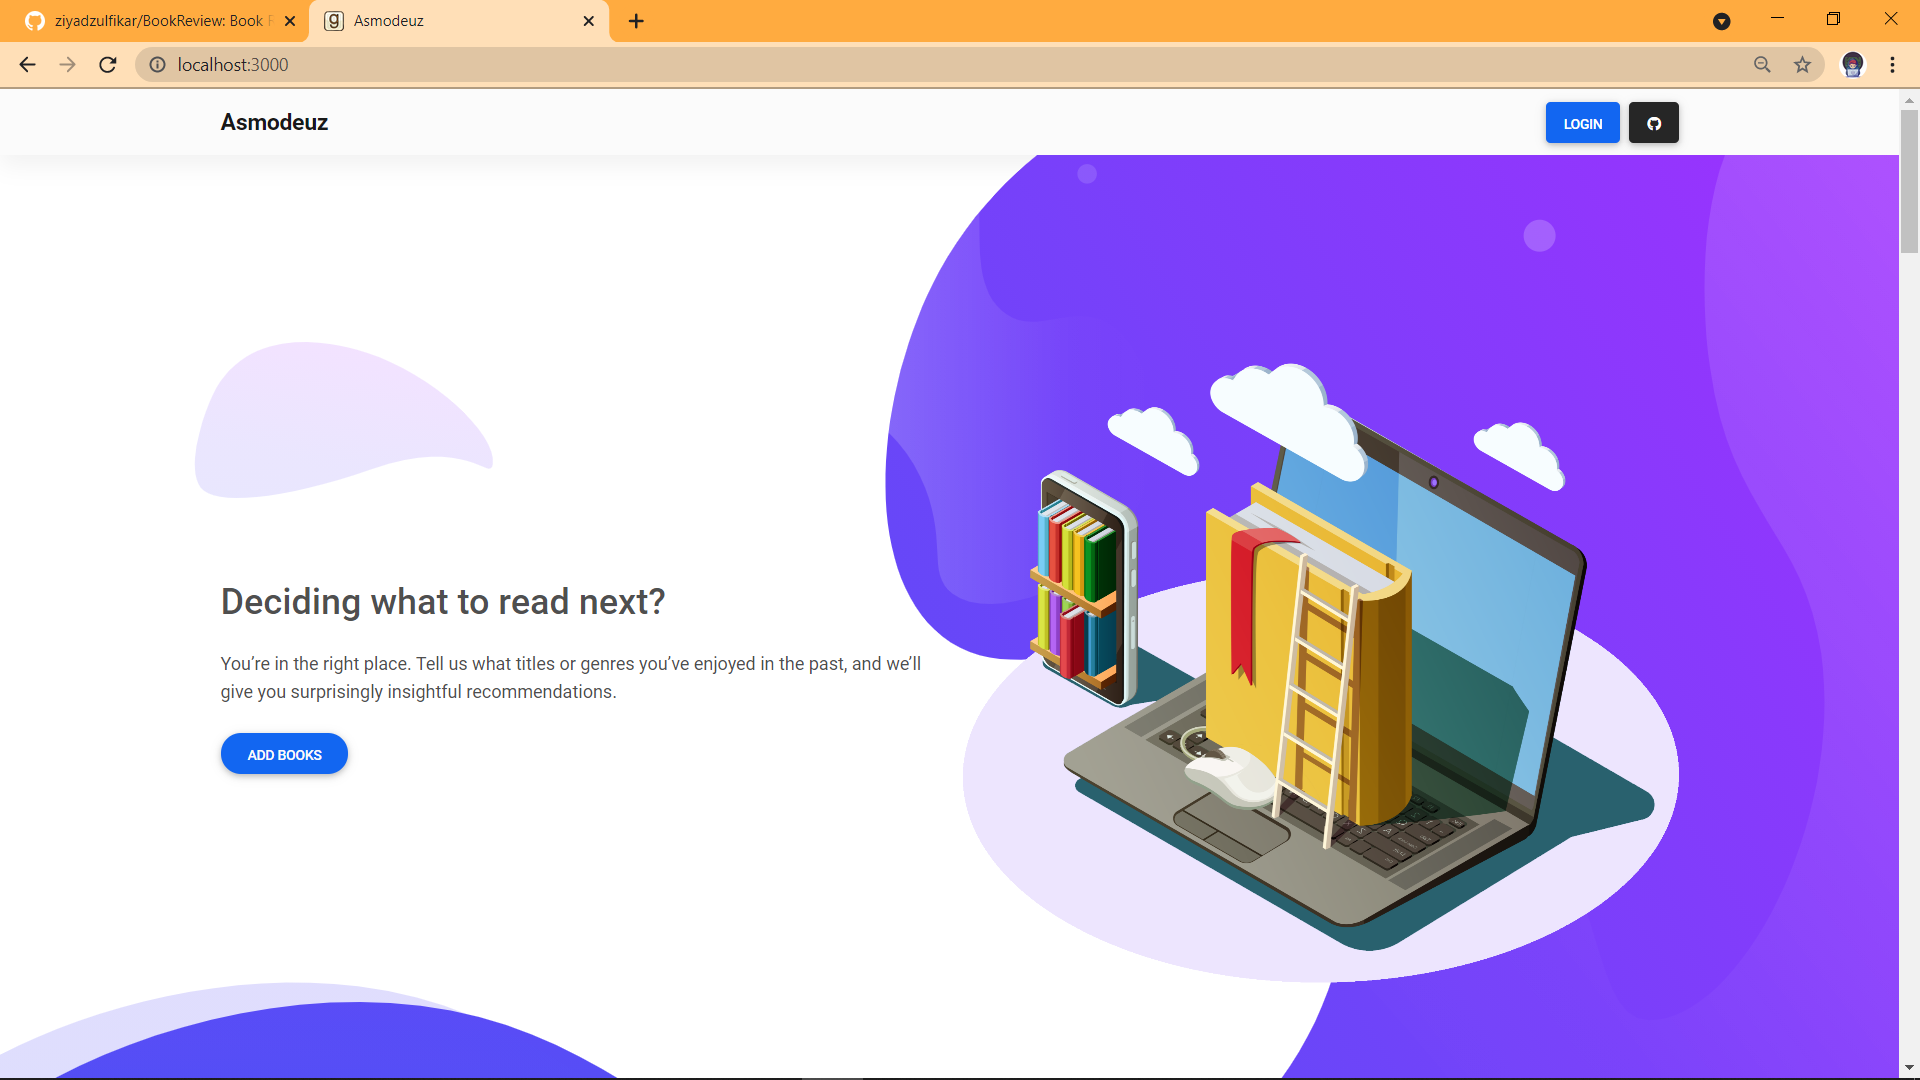 ziyadzulfikar/BookReview: Book R
Asmodeuz
localhost:3000
Asmodeuz
LOGIN
Deciding what to read next?
You’re in the right place. Tell us what titles or genres you’ve enjoyed in the past, and we’ll
give you surprisingly insightful recommendations.
ADD BOOKS